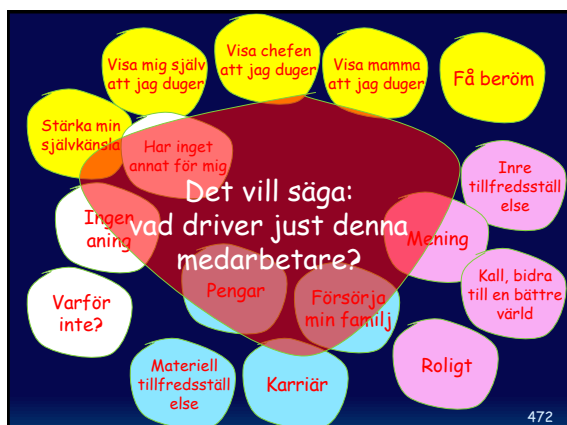 Visa mig själv
att jag duger
Visa chefen
att jag duger
Visa mamma
att jag duger
Få beröm
Stärka min
självkänsla
Har inget
annat för mig
Inre
tillfredsställ
else
Det vill säga:
vad driver just denna
medarbetare?
Ingen
aning
Mening
Kall, bidra
till en bättre
värld
Pengar
Försörja
min familj
Varför
inte?
Roligt
Materiell
tillfredsställ
else
Karriär
472